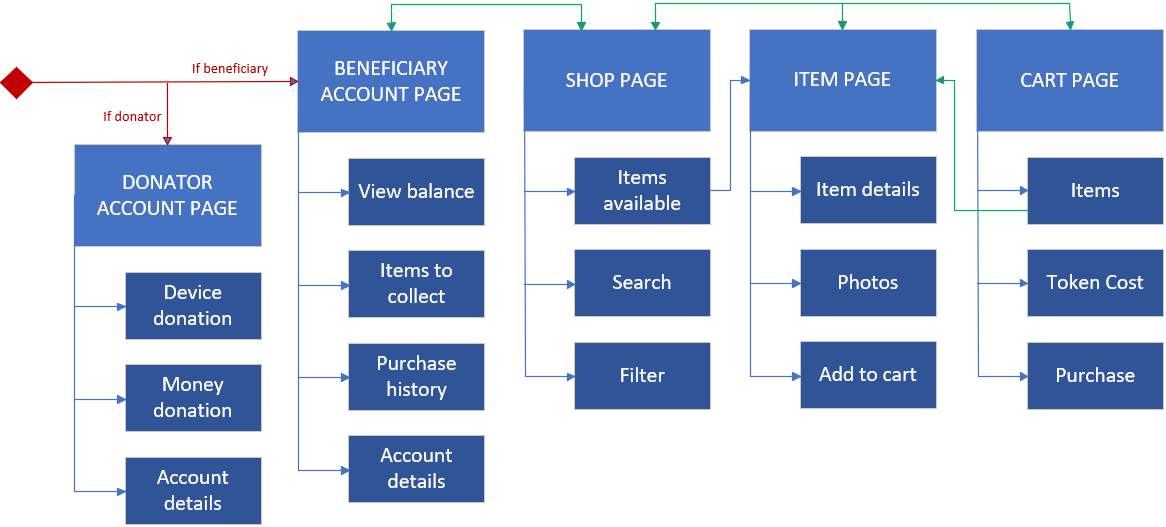 If beneficiary
If donator
DONATOR
ACCOUNT PAGE
Device
donation
Money
donation
Account
details
BENEFICIARY
ACCOUNT PAGE
View balance
Items to
collect
Purchase
history
Account
details
SHOP PAGE
Items
available
Search
Filter
ITEM PAGE
Item details
Photos
Add to cart
CART PAGE
Items
Token Cost
Purchase